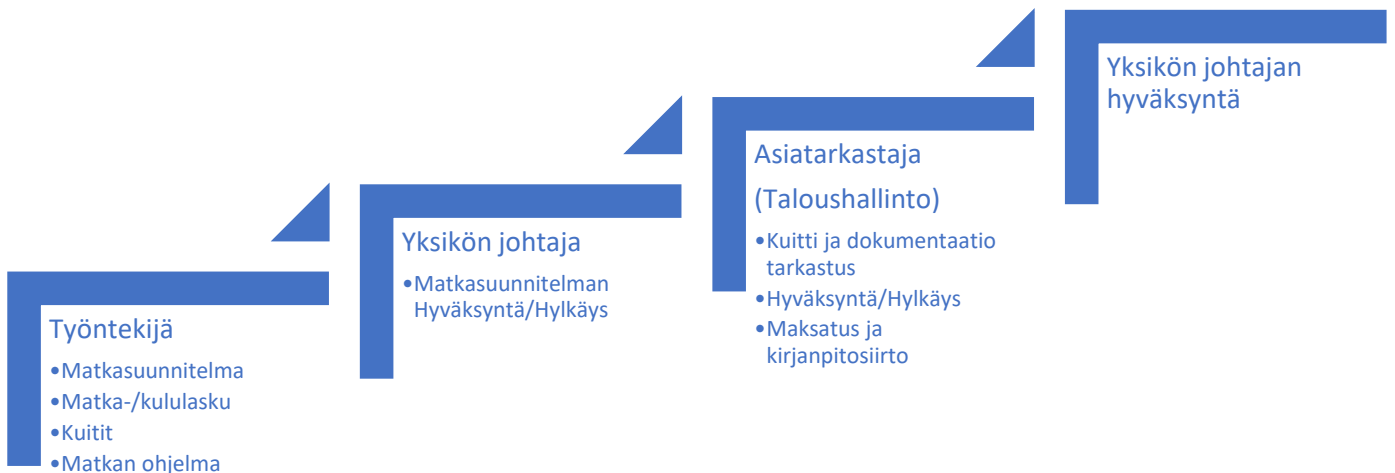 Työntekijä
•Matkasuunnitelma
•Matka-/kululasku
•Kuitit
•Matkan ohjelma
Yksikön johtaja
•Matkasuunnitelman
Hyväksyntä/Hylkäys
Asiatarkastaja
(Taloushallinto)
•Kuitti ja dokumentaatio
tarkastus
•Hyväksyntä/Hylkäys
•Maksatus ja
kirjanpitosiirto
Yksikön johtajan
hyväksyntä